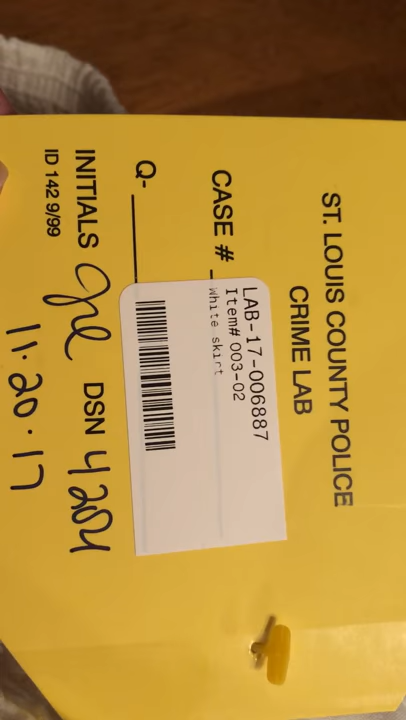 ST. LOUIS COUNTY POLICE
CRIME LAB
CASE #
LAB-17-006887
Item# 003-02
White skirt
Q-
INITIALS DSN 4204
ID 142 9/99
11.20.17